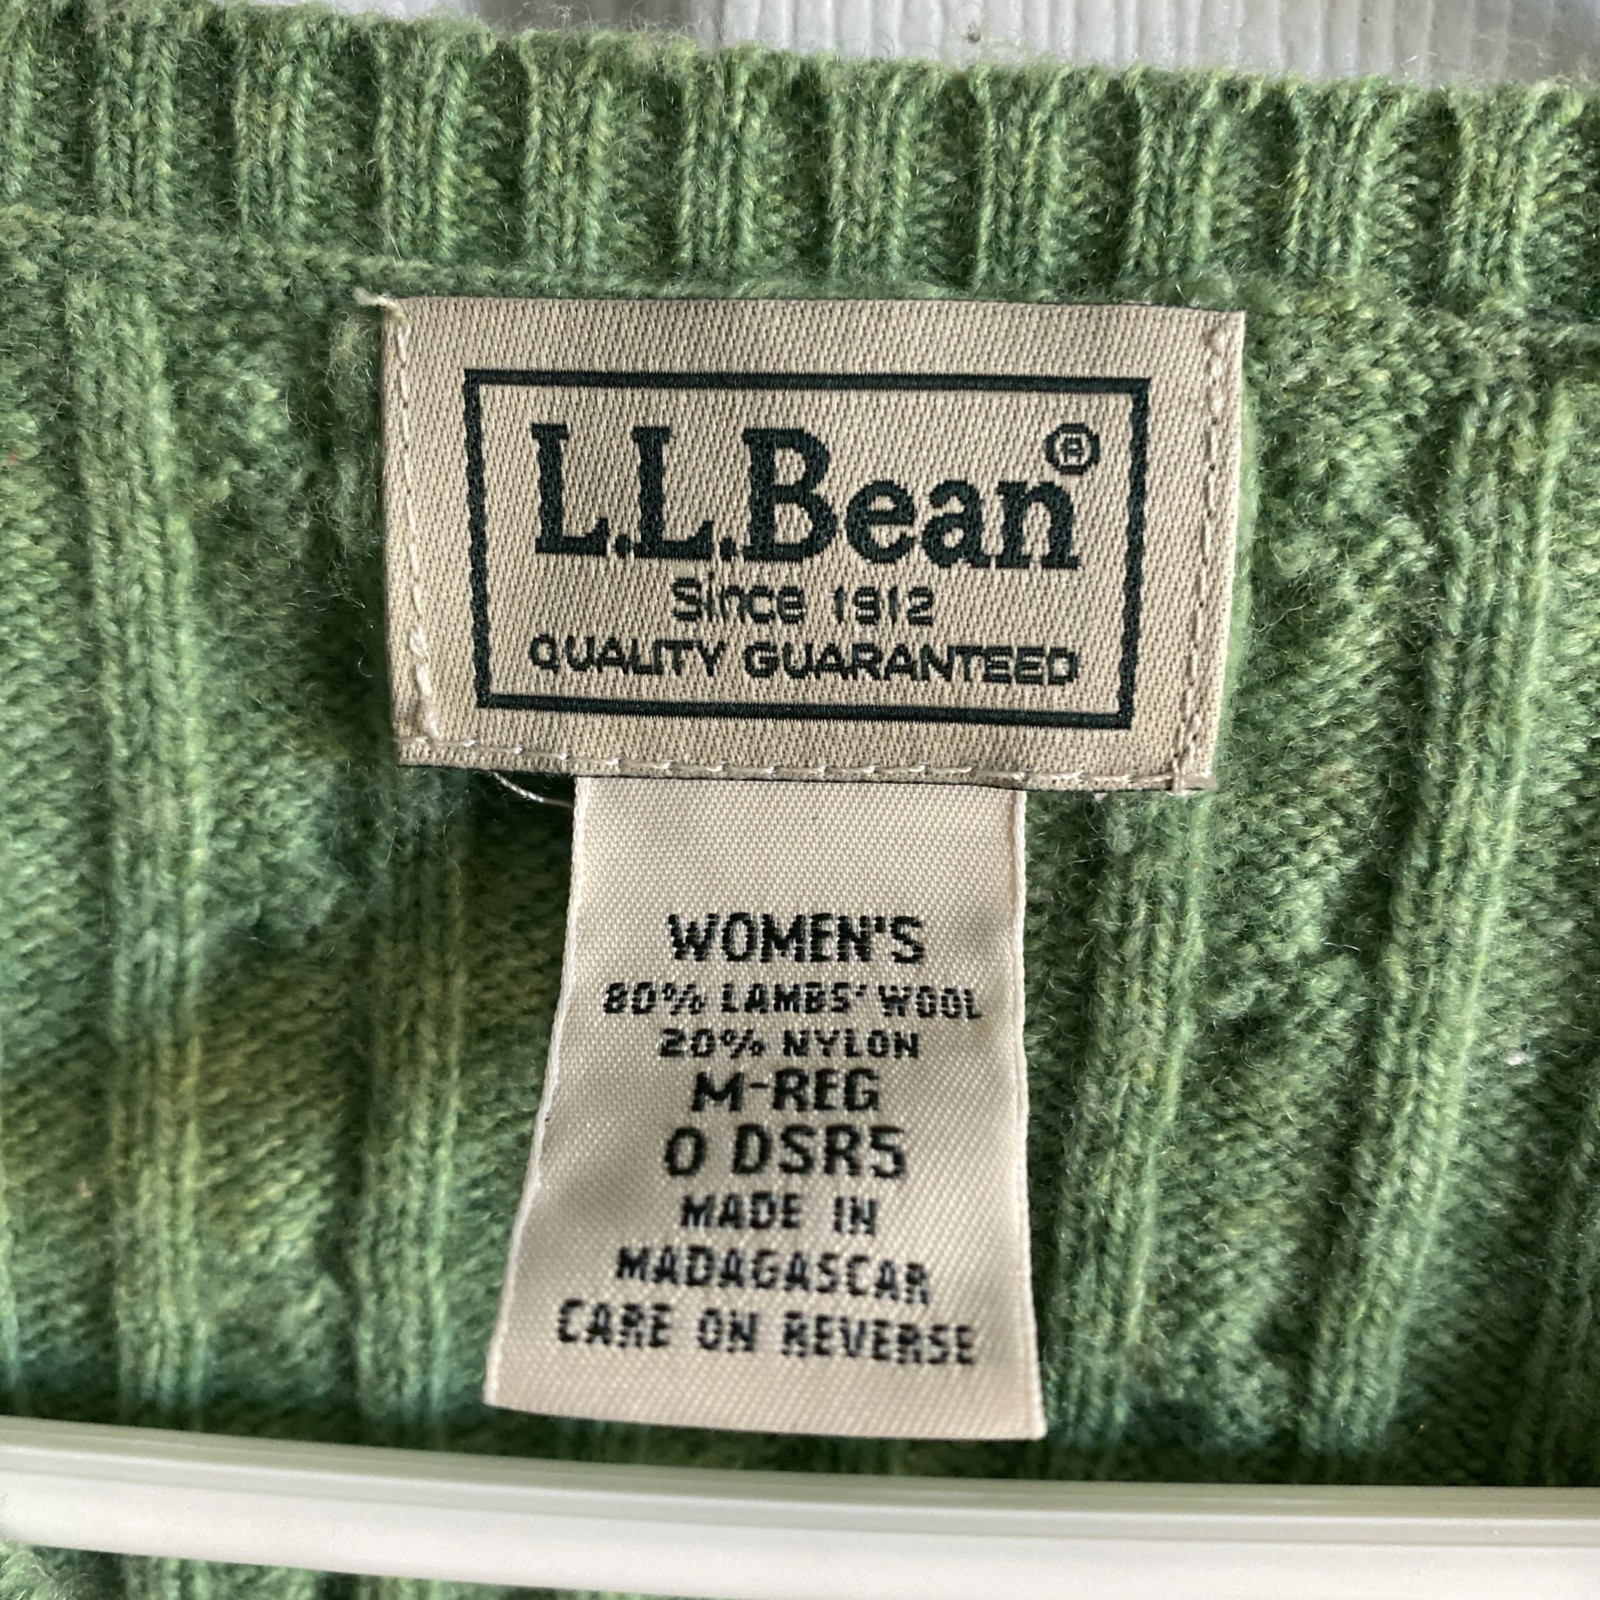 L.L.Bean®
Since 1912
QUALITY GUARANTEED
WOMEN'S
80% LAMBS' WOOL
20% NYLON
M-REG
0 DSR5
MADE IN
MADAGASCAR
CARE ON REVERSE